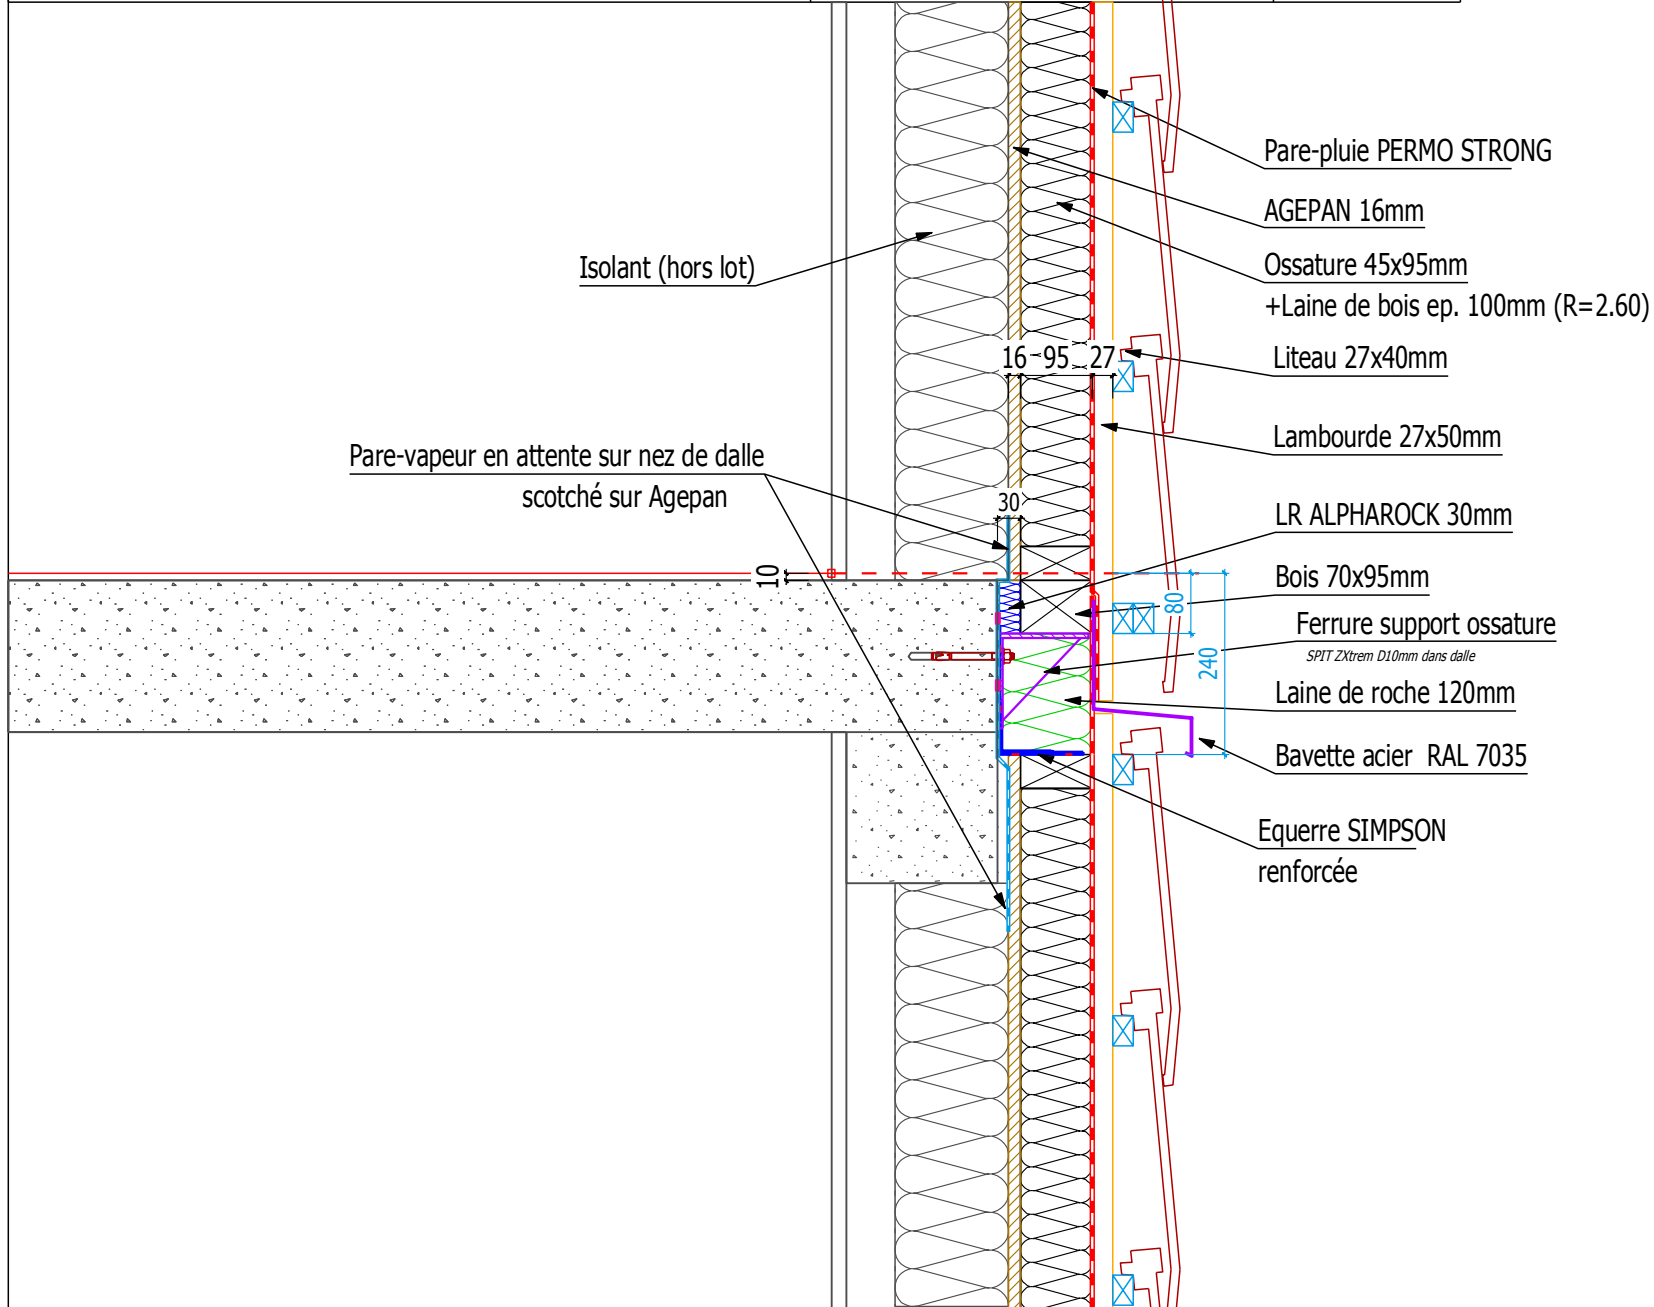 Pare-pluie PERMO STRONG
AGEPAN 16mm
Isolant (hors lot)
Ossature 45x95mm
+Laine de bois ep. 100mm (R=2.60)
16 95 27
Liteau 27x40mm
Lambourde 27x50mm
Pare-vapeur en attente sur nez de dalle
scotché sur Agepan
30
LR ALPHAROCK 30mm
10
Bois 70x95mm
80
Ferrure support ossature
SPIT ZXtrem D10mm dans dalle
240
Laine de roche 120mm
Bavette acier RAL 7035
Equerre SIMPSON
renforcée